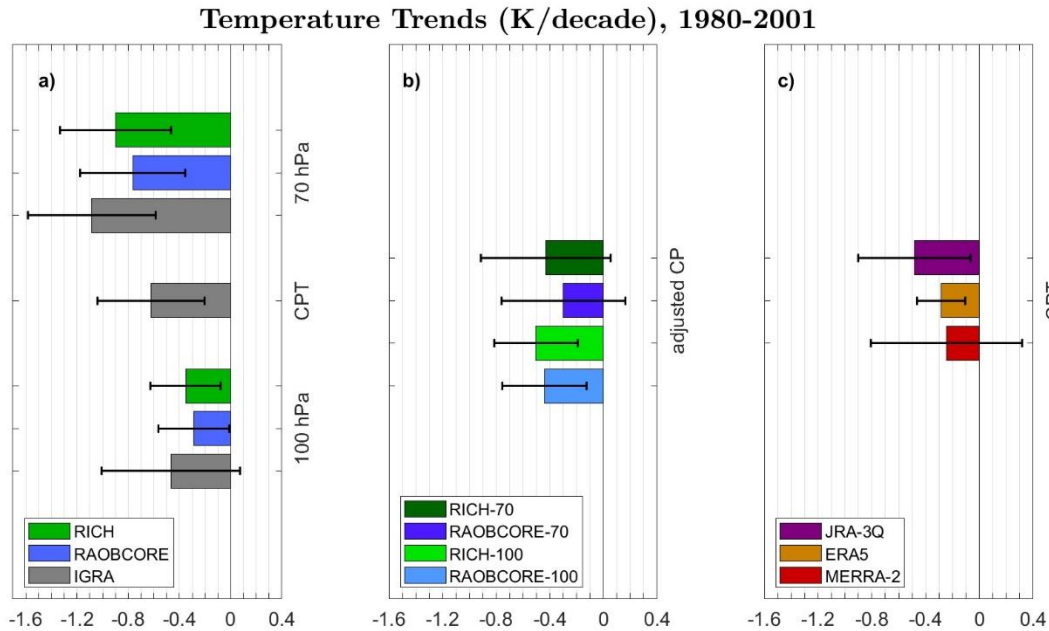 Temperature Trends (K/decade), 1980-2001
a)
70 hPa
CPT
100 hPa
RICH
RAOBCORE
IGRA
-1.6 -1.2 -0.8 -0.4 0 0.4
b)
adjusted CP
RICH-70
RAOBCORE-70
RICH-100
RAOBCORE-100
-1.6 -1.2 -0.8 -0.4 0 0.4
c)
JRA-3Q
ERA5
MERRA-2
-1.6 -1.2 -0.8 -0.4 0 0.4